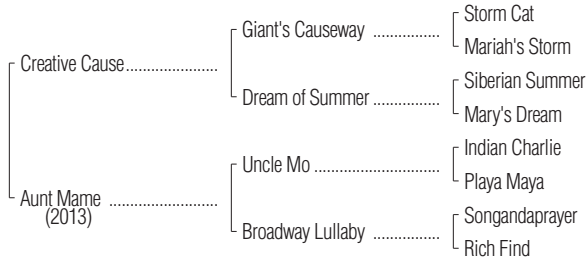 Storm Cat
Giant's Causeway ................
Mariah's Storm
Creative Cause......................
Siberian Summer
Dream of Summer ................
Mary's Dream
Indian Charlie
Uncle Mo ..............................
Playa Maya
Aunt Mame ..........................
(2013)
Songandaprayer
Broadway Lullaby ................
Rich Find